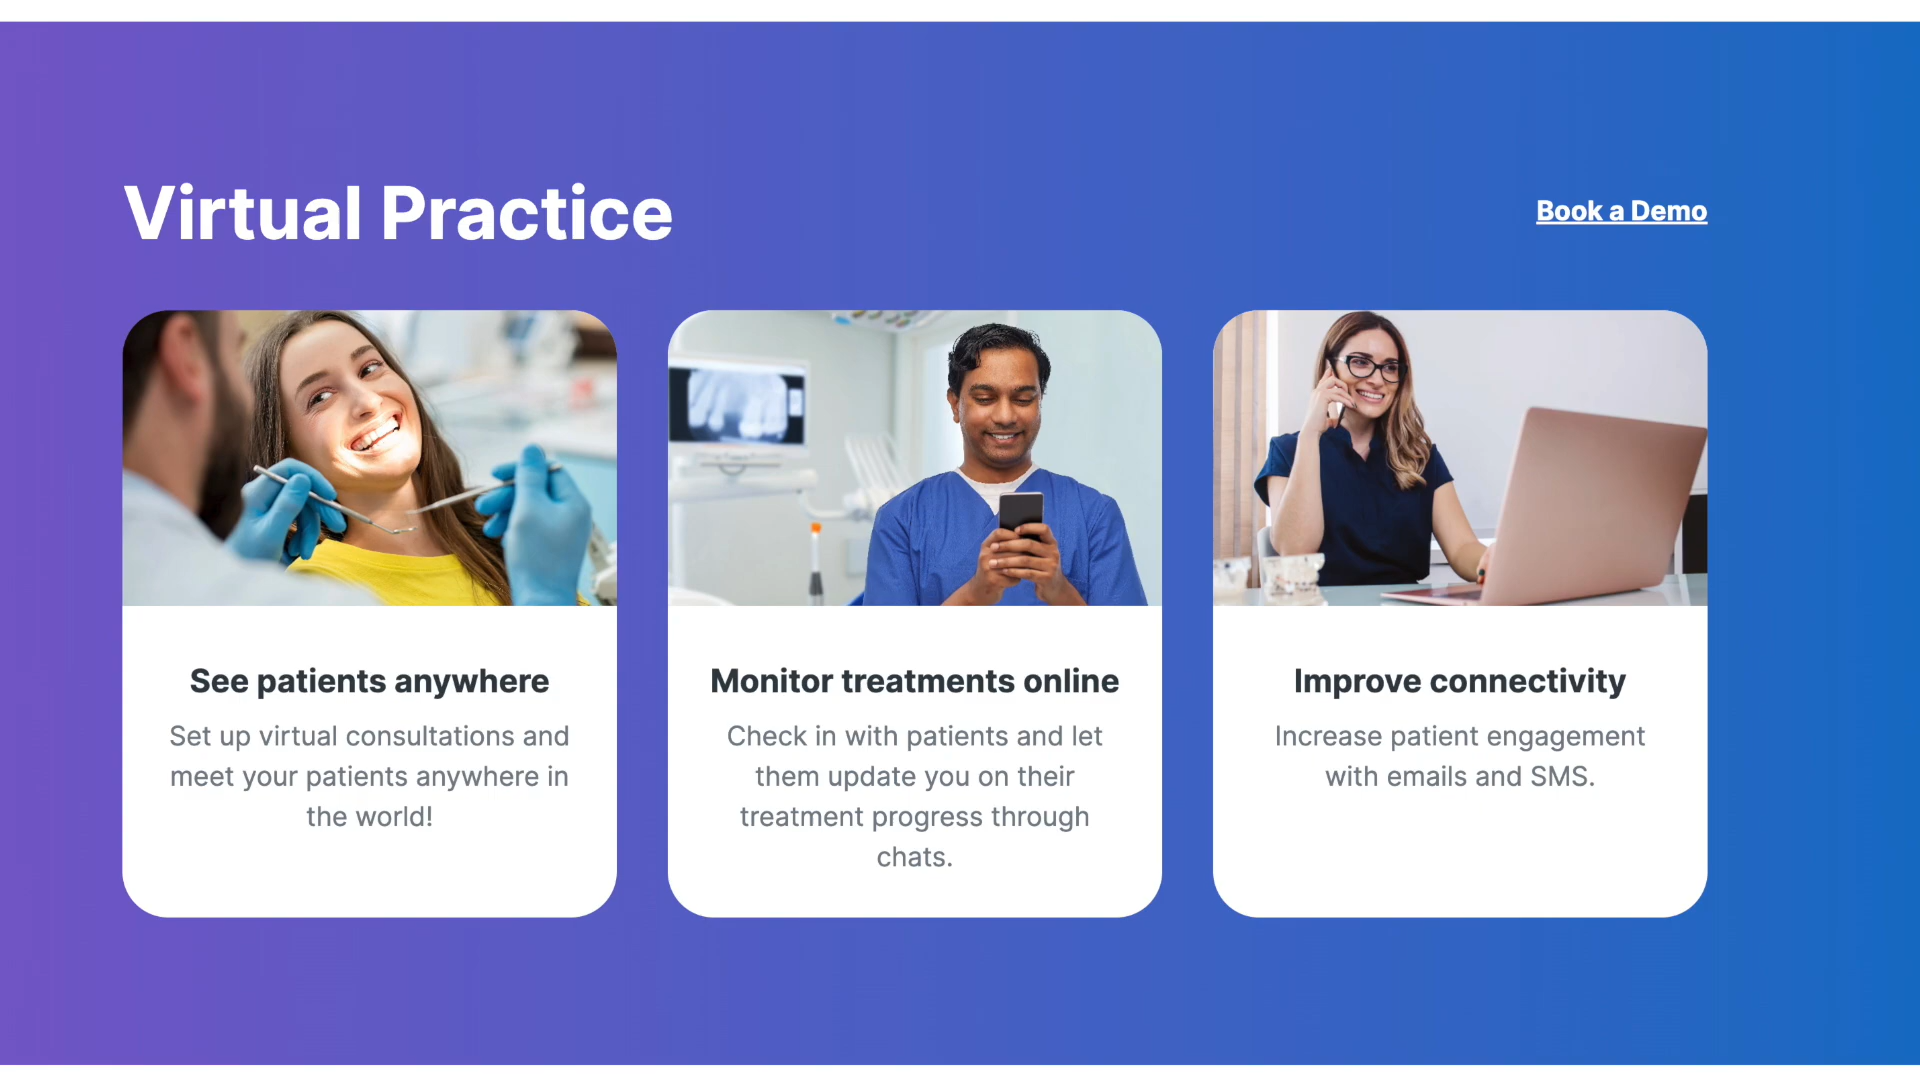 Virtual Practice
Book a Demo
See patients anywhere
Set up virtual consultations and
meet your patients anywhere in
the world!
Monitor treatments online
Check in with patients and let
them update you on their
treatment progress through
chats.
Improve connectivity
Increase patient engagement
with emails and SMS.